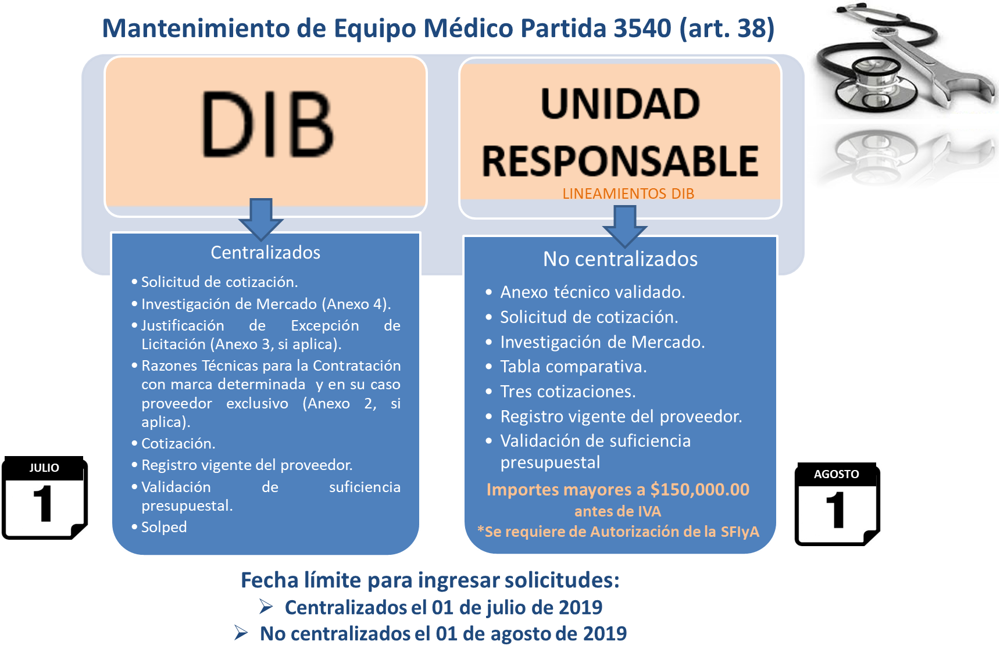 Mantenimiento de Equipo Médico Partida 3540 (art. 38)
DIB
Centralizados
• Solicitud de cotización.
• Investigación de Mercado (Anexo 4).
• Justificación de Excepción de
Licitación (Anexo 3, si aplica).
• Razones Técnicas para la Contratación
con marca determinada y en su caso
proveedor exclusivo (Anexo 2, si
aplica).
• Cotización.
• Registro vigente del proveedor.
• Validación de suficiencia
presupuestal.
• Solped
JULIO
1
UNIDAD
RESPONSABLE
LINEAMIENTOS DIB
No centralizados
• Anexo técnico validado.
• Solicitud de cotización.
• Investigación de Mercado.
• Tabla comparativa.
• Tres cotizaciones.
• Registro vigente del proveedor.
• Validación de suficiencia
presupuestal
Importes mayores a $150,000.00
antes de IVA
*Se requiere de Autorización de la SFIyA
AGOSTO
1
Fecha límite para ingresar solicitudes:
➢ Centralizados el 01 de julio de 2019
➢ No centralizados el 01 de agosto de 2019